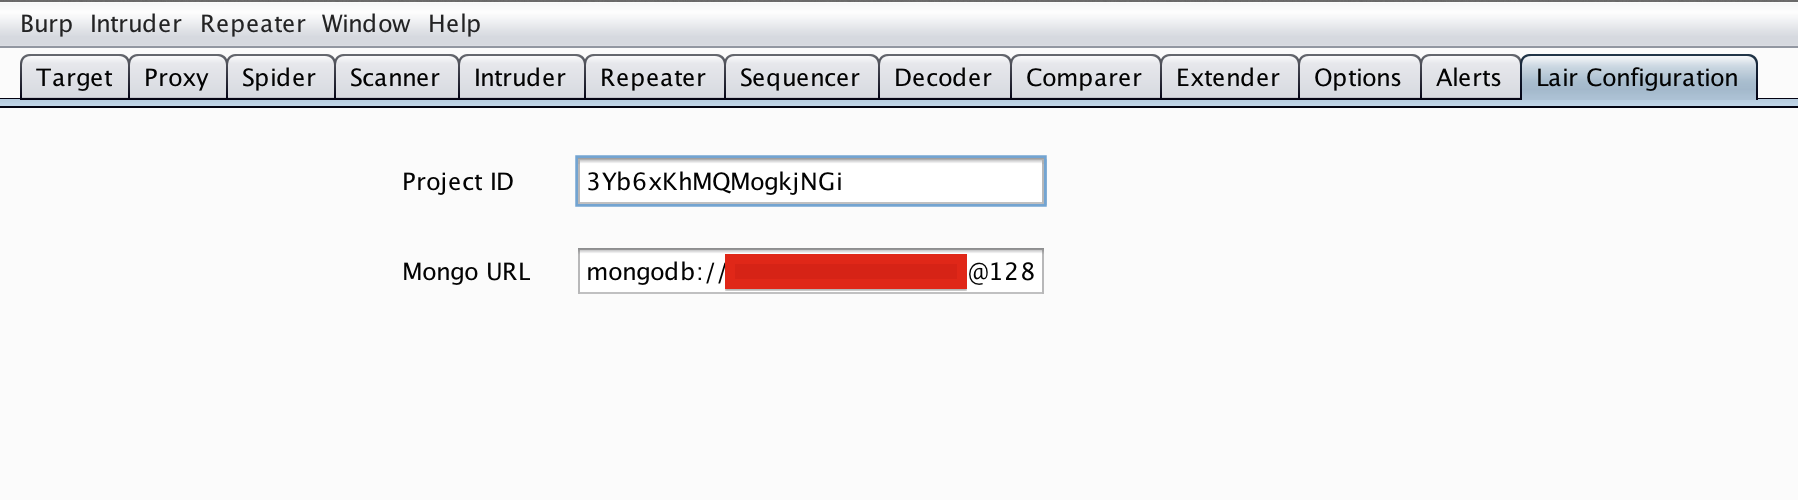 Burp Intruder Repeater Window Help
Target Proxy Spider Scanner Intruder Repeater Sequencer Decoder Comparer Extender Options Alerts Lair Configuration
Project ID 3Yb6xKhMQMogkjNGi
Mongo URL mongodb:// @128